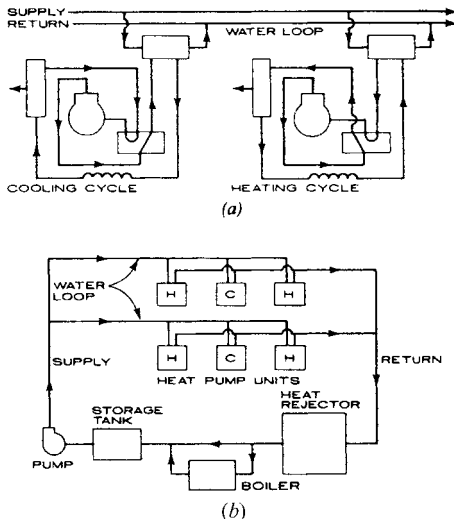 SUPPLY
RETURN
WATER LOOP
COOLING CYCLE
HEATING CYCLE
(a)
WATER
LOOP
H
C
H
H
C
H
SUPPLY
HEAT PUMP UNITS
RETURN
HEAT
REJECTOR
STORAGE
TANK
PUMP
BOILER
(b)